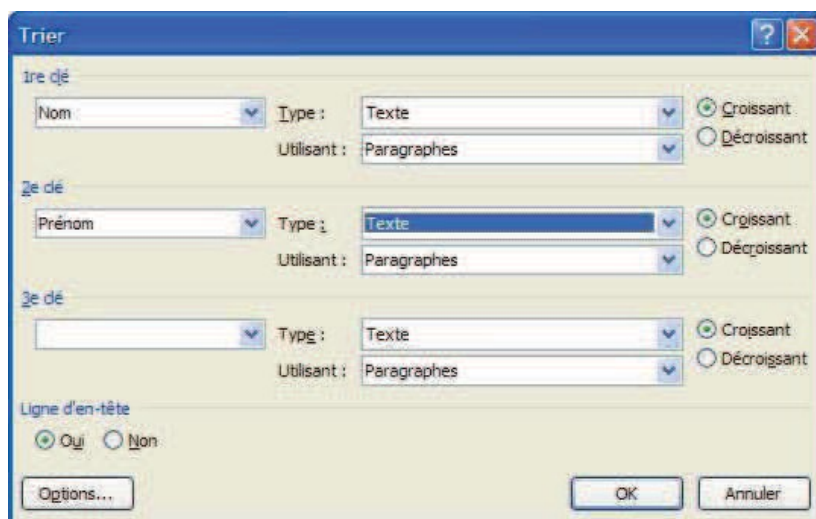 Trier
1re clé
Nom Type : Texte Croissant
Décroissant
Utilisant : Paragraphes
2e clé
Prénom Type : Texte Croissant
Décroissant
Utilisant : Paragraphes
3e clé
Type : Texte Croissant
Décroissant
Utilisant : Paragraphes
Ligne d'en-tête
Oui Non
Options... OK Annuler